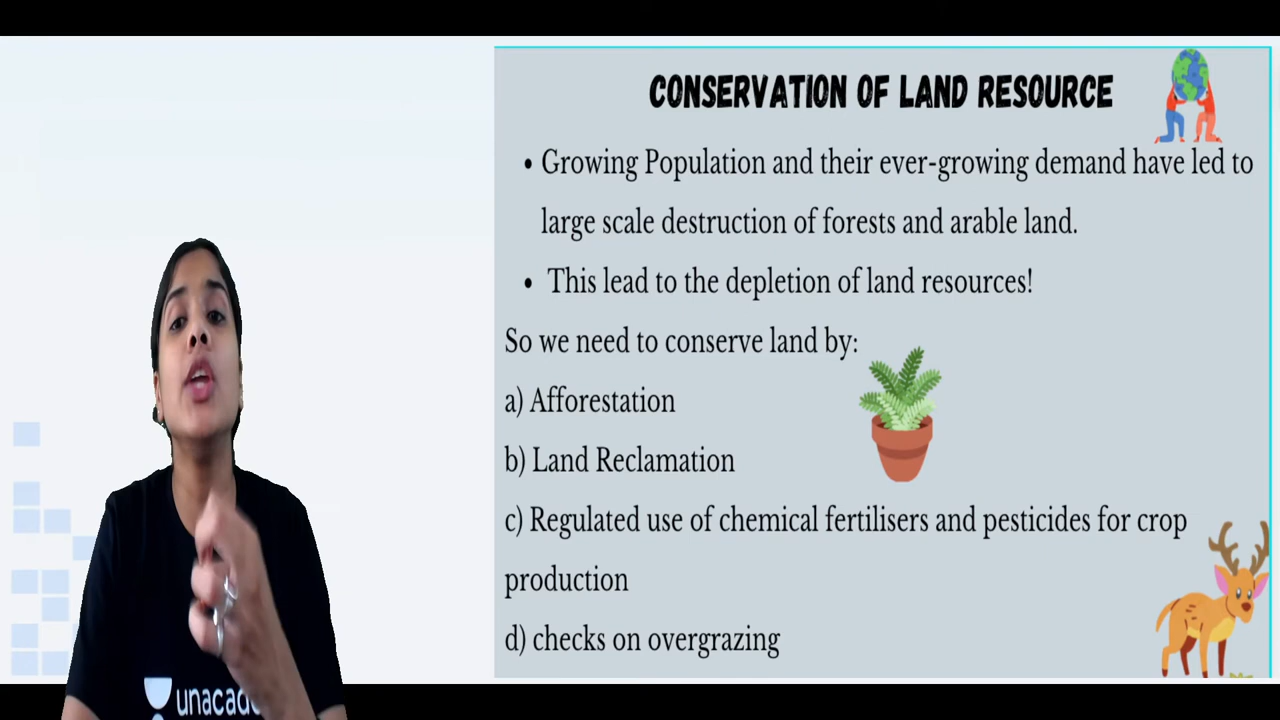 CONSERVATION OF LAND RESOURCE
• Growing Population and their ever-growing demand have led to
large scale destruction of forests and arable land.
• This lead to the depletion of land resources!
So we need to conserve land by:
a) Afforestation
b) Land Reclamation
c) Regulated use of chemical fertilisers and pesticides for crop
production
d) checks on overgrazing